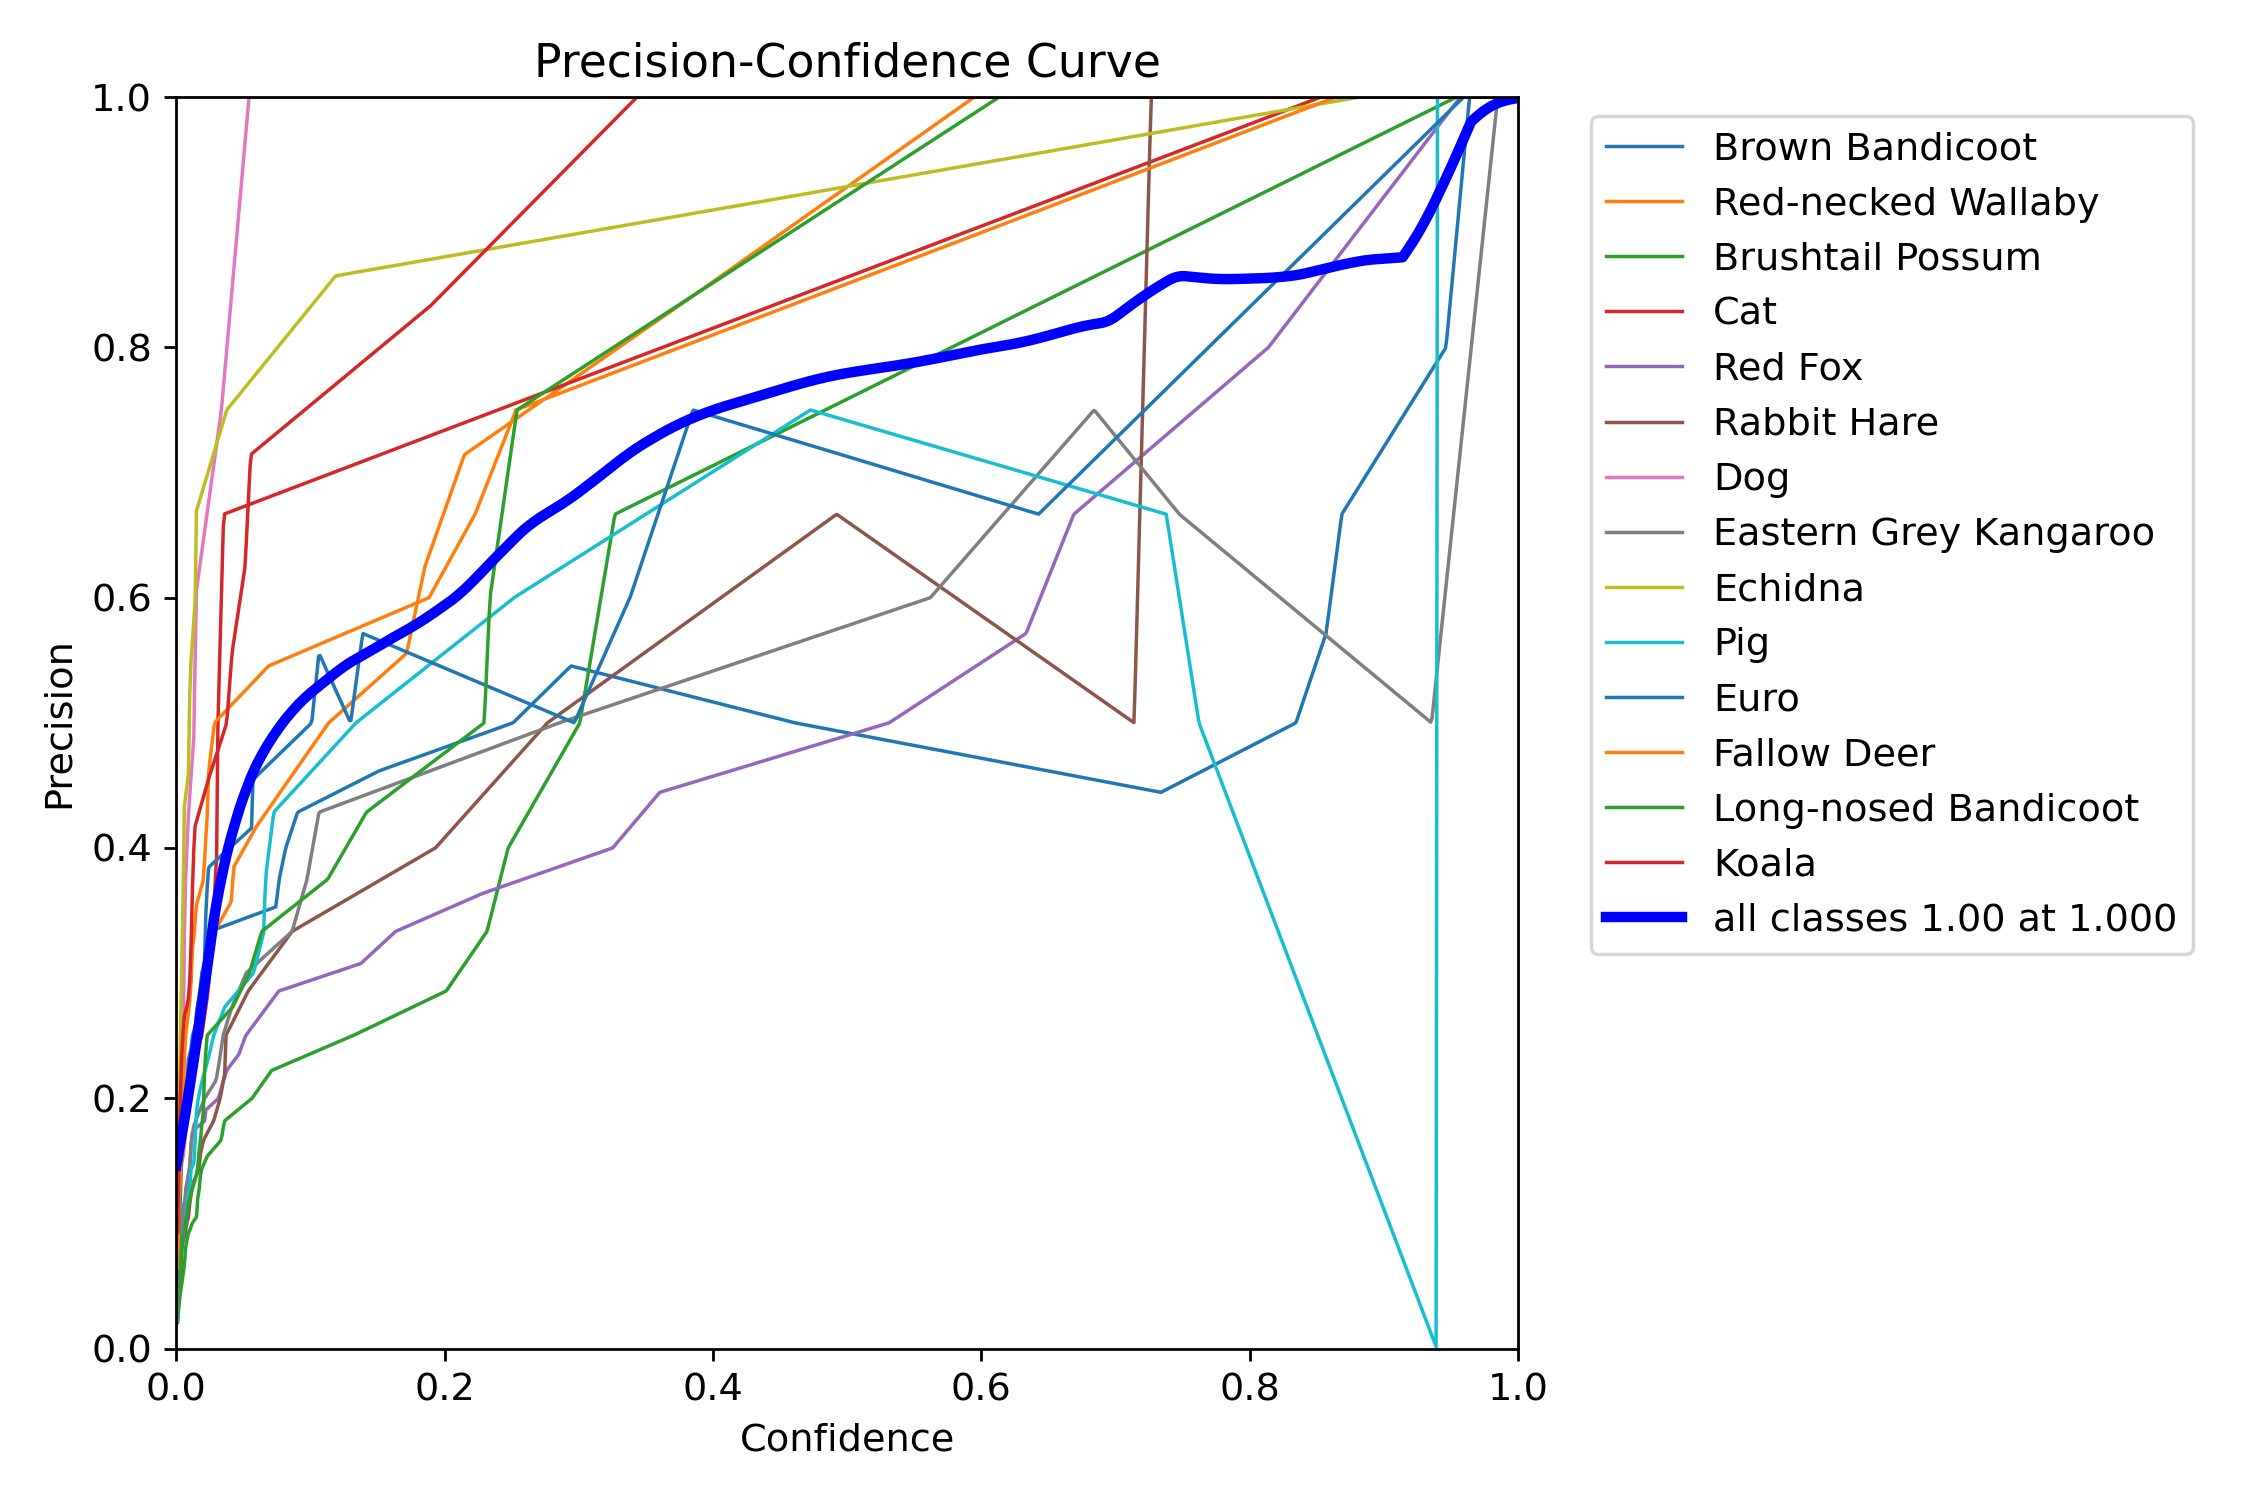 Precision-Confidence Curve
1.0
0.8
0.6
0.4
0.2
0.0
Precision
0.0 0.2 0.4 0.6 0.8 1.0
Confidence
Brown Bandicoot
Red-necked Wallaby
Brushtail Possum
Cat
Red Fox
Rabbit Hare
Dog
Eastern Grey Kangaroo
Echidna
Pig
Euro
Fallow Deer
Long-nosed Bandicoot
Koala
all classes 1.00 at 1.000